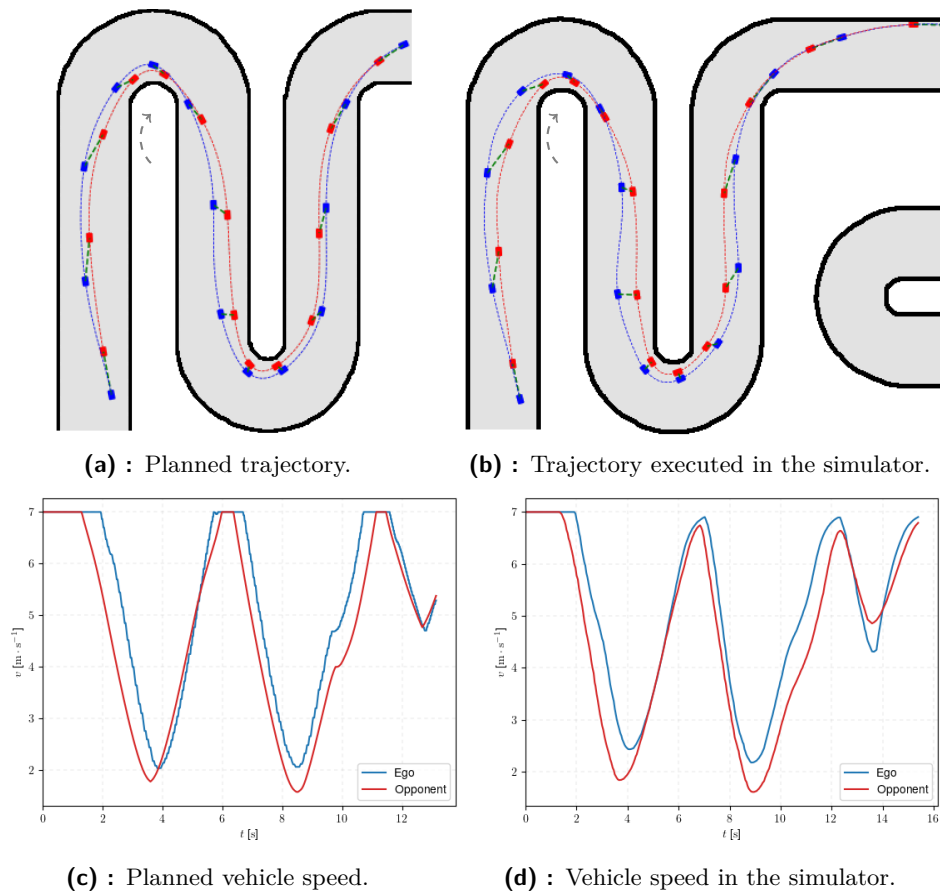 (a) : Planned trajectory.
(b) : Trajectory executed in the simulator.
7
6
5
4
3
2
v [m · s⁻¹]
0 2 4 6 8 10 12
t [s]
Ego
Opponent
7
6
5
4
3
2
v [m · s⁻¹]
0 2 4 6 8 10 12 14 16
t [s]
Ego
Opponent
(c) : Planned vehicle speed.
(d) : Vehicle speed in the simulator.